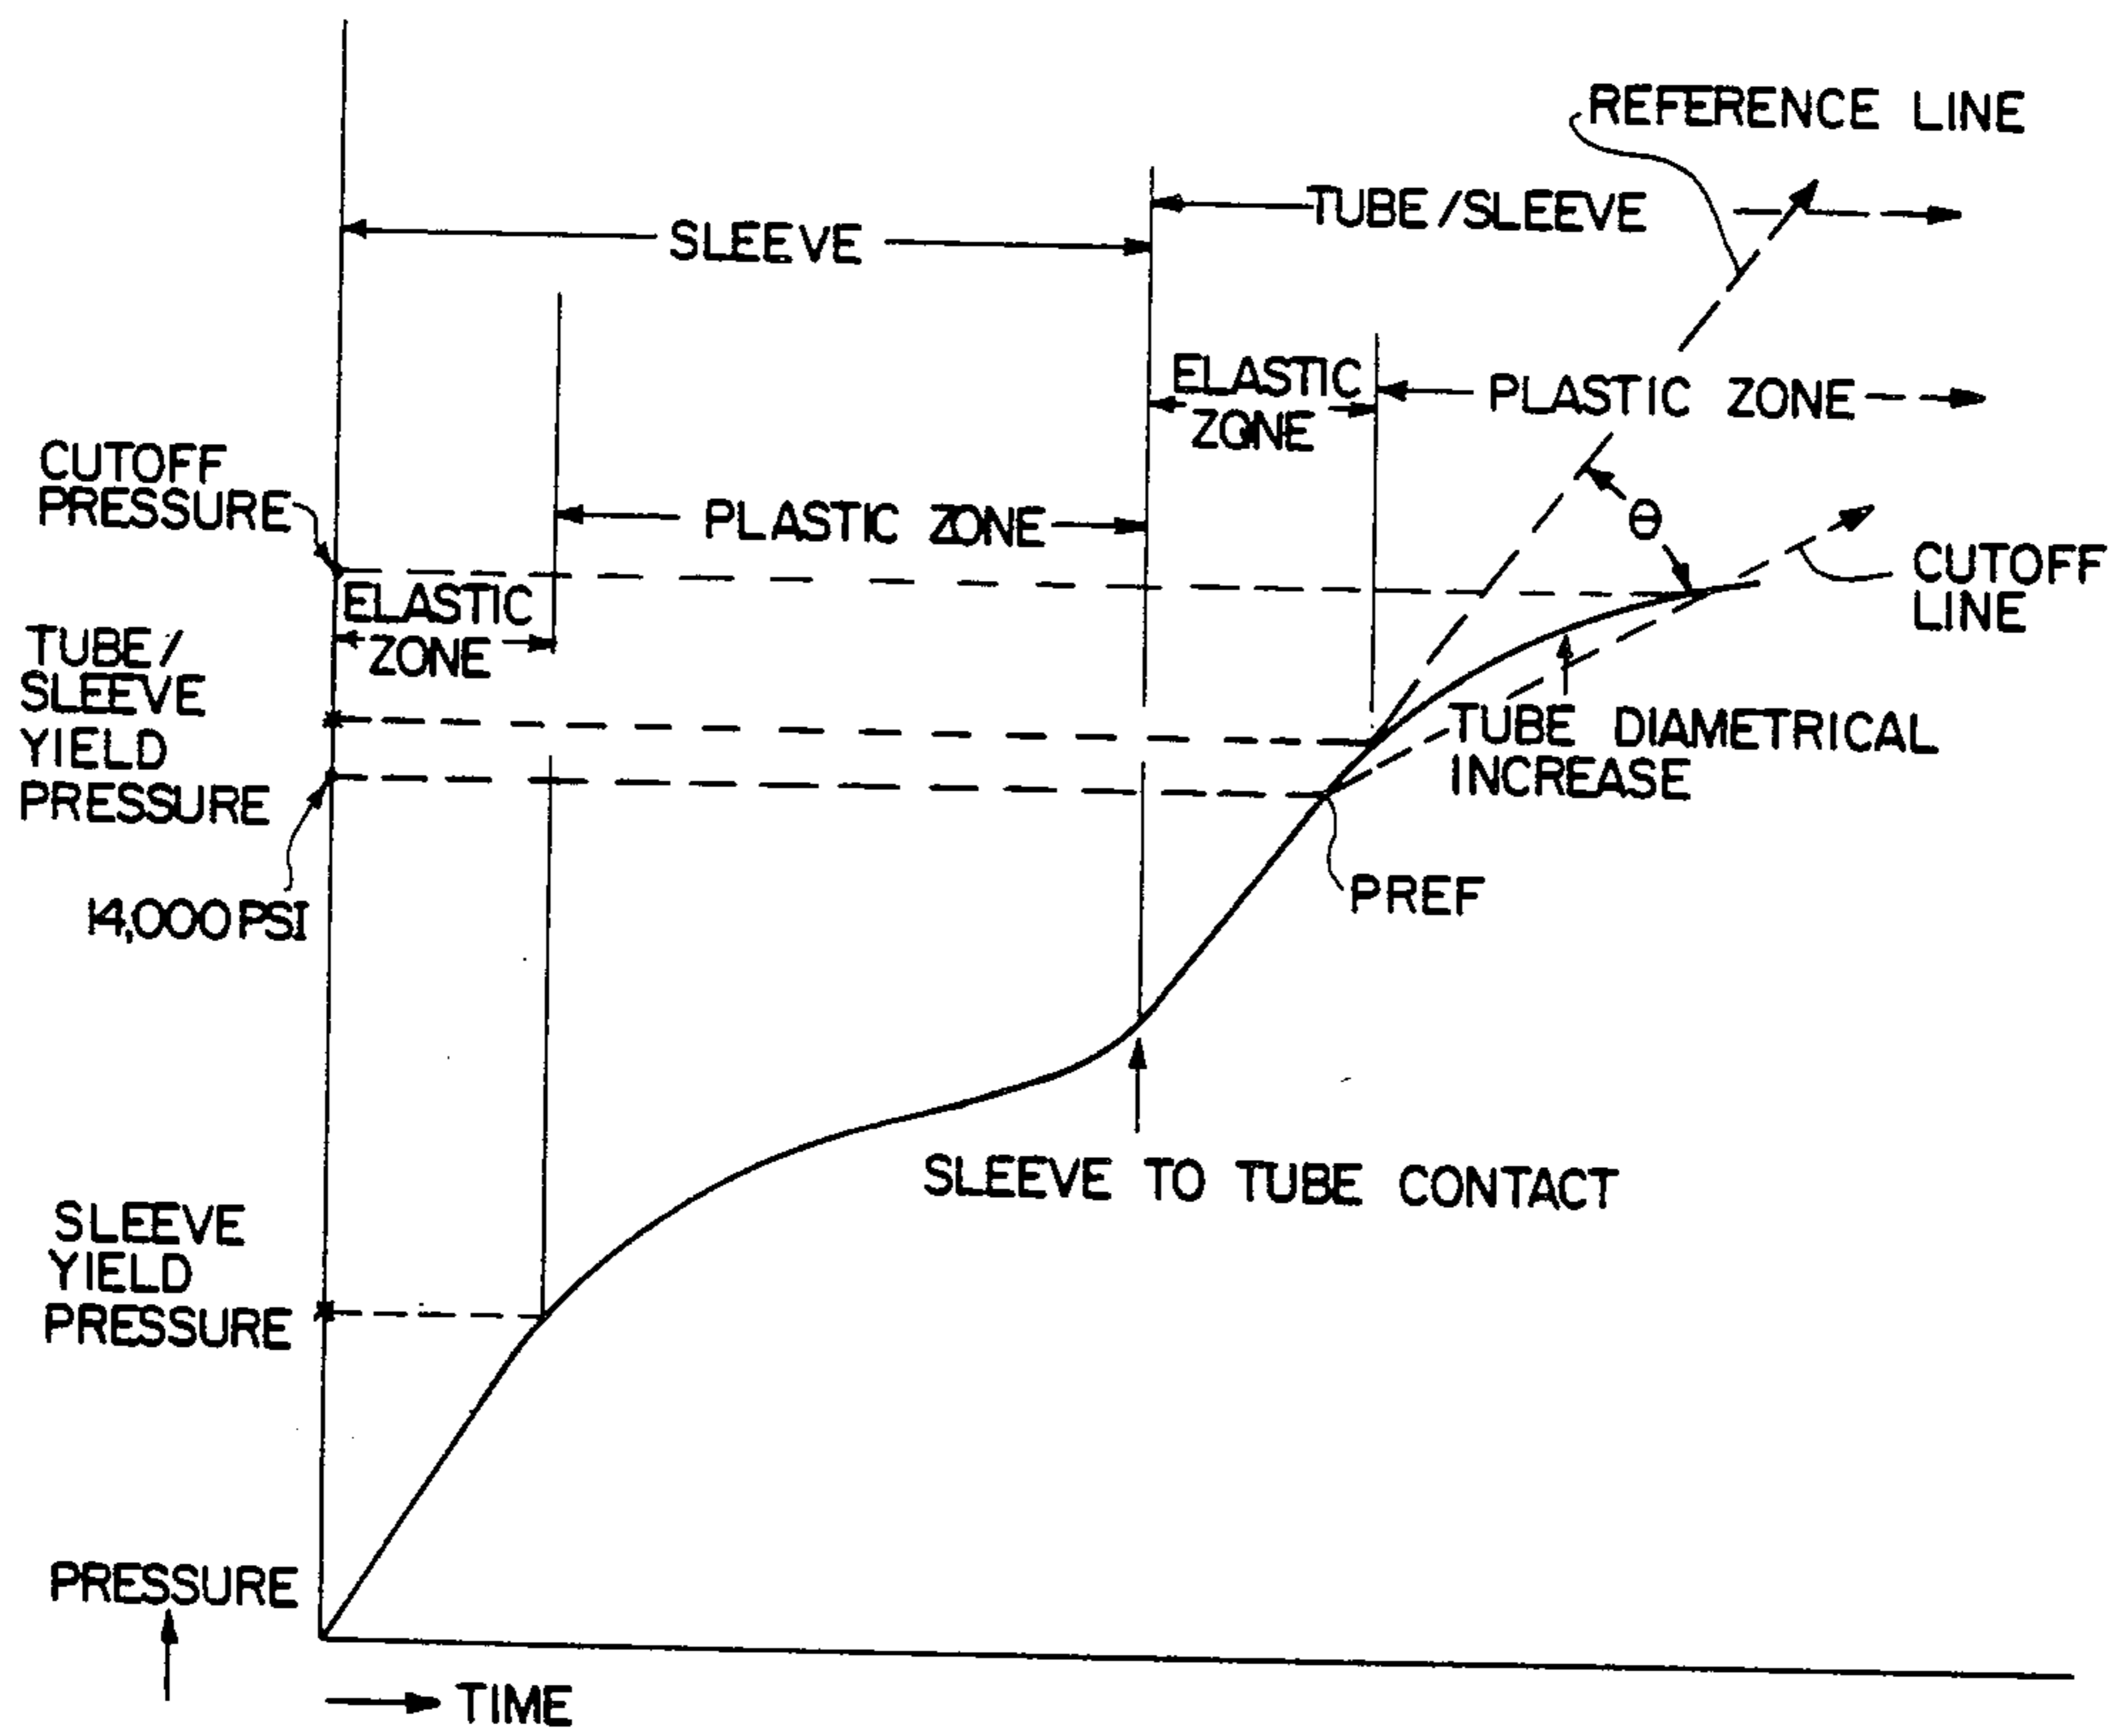 REFERENCE LINE
TUBE/SLEEVE
SLEEVE
ELASTIC
ZONE
PLASTIC ZONE
CUTOFF
PRESSURE
PLASTIC ZONE
θ
CUTOFF
LINE
ELASTIC
ZONE
TUBE/
SLEEVE
YIELD
PRESSURE
TUBE DIAMETRICAL
INCREASE
PREF
14,000 PSI
SLEEVE TO TUBE CONTACT
SLEEVE
YIELD
PRESSURE
PRESSURE
TIME